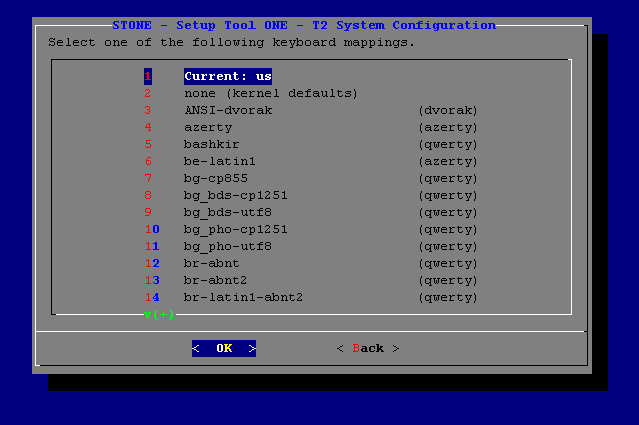 STONE - Setup Tool ONE - T2 System Configuration
Select one of the following keyboard mappings.
1 Current: us
2 none (kernel defaults)
3 ANSI-dvorak (dvorak)
4 azerty (azerty)
5 bashkir (qwerty)
6 be-latin1 (azerty)
7 bg-cp855 (qwerty)
8 bg_bds-cp1251 (qwerty)
9 bg_bds-utf8 (qwerty)
10 bg_pho-cp1251 (qwerty)
11 bg_pho-utf8 (qwerty)
12 br-abnt (qwerty)
13 br-abnt2 (qwerty)
14 br-latin1-abnt2 (qwerty)
v(+)
< OK > < Back >